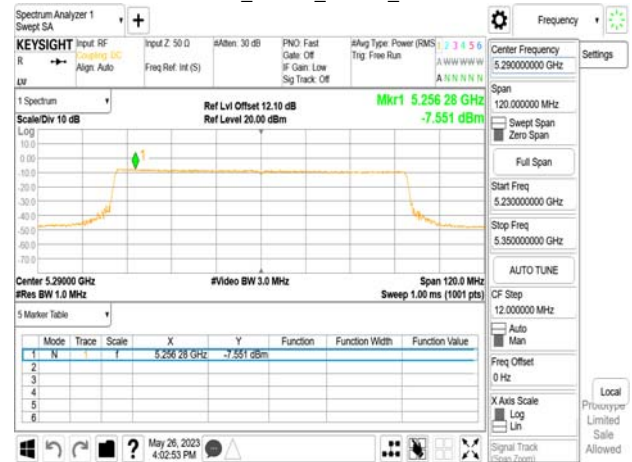 Spectrum Analyzer 1
Swept SA
Frequency
KEYSIGHT
Input: RF
Coupling: DC
Align: Auto
Input Z: 50 Ω
Freq Ref: Int (S)
#Atten: 30 dB
PNO: Fast
Gate: Off
IF Gain: Low
Sig Track: Off
#Avg Type: Power (RMS
Trig: Free Run
1 2 3 4 5 6
A W W W W W
A N N N N N
R
Center Frequency
5.290000000 GHz
Settings
1 Spectrum
Ref Lvl Offset 12.10 dB
Mkr1 5.256 28 GHz
Scale/Div 10 dB
Ref Level 20.00 dBm
-7.551 dBm
Log
10.0
0.00
-10.0
-20.0
-30.0
-40.0
-50.0
-60.0
-70.0
1
Span
120.000000 MHz
Swept Span
Zero Span
Full Span
Start Freq
5.230000000 GHz
Stop Freq
5.350000000 GHz
AUTO TUNE
Center 5.29000 GHz
#Video BW 3.0 MHz
Span 120.0 MHz
#Res BW 1.0 MHz
Sweep 1.00 ms (1001 pts)
CF Step
12.000000 MHz
Auto
Man
5 Marker Table
Mode Trace Scale X Y Function Function Width Function Value
1 N 1 f 5.256 28 GHz -7.551 dBm
2
3
4
5
6
Freq Offset
0 Hz
X Axis Scale
Log
Lin
Local
Prototype
Limited
Sale
Allowed
Signal Track
(Span Zoom)
May 26, 2023
4:02:53 PM